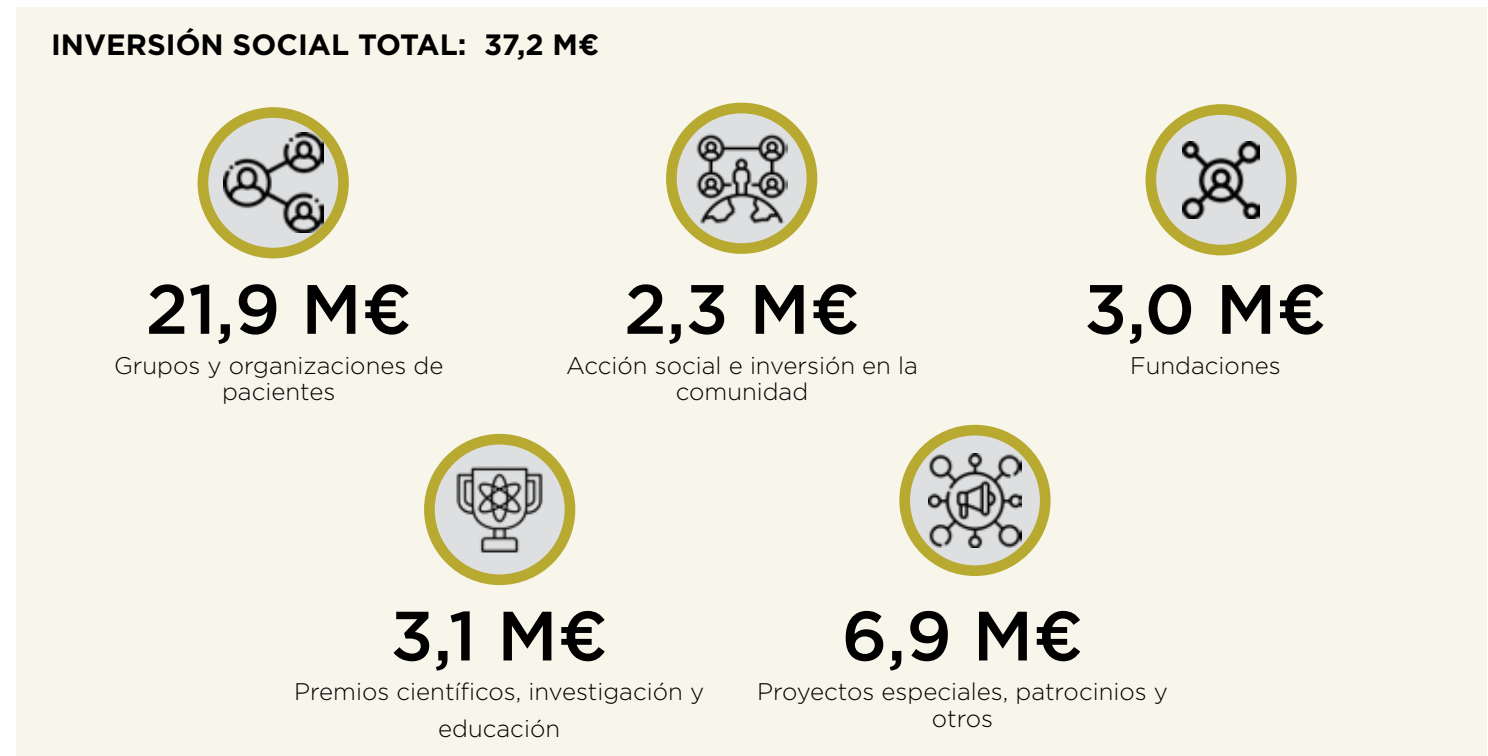 INVERSIÓN SOCIAL TOTAL: 37,2 M€
21,9 M€
Grupos y organizaciones de
pacientes
2,3 M€
Acción social e inversión en la
comunidad
3,0 M€
Fundaciones
3,1 M€
Premios científicos, investigación y
educación
6,9 M€
Proyectos especiales, patrocinios y
otros